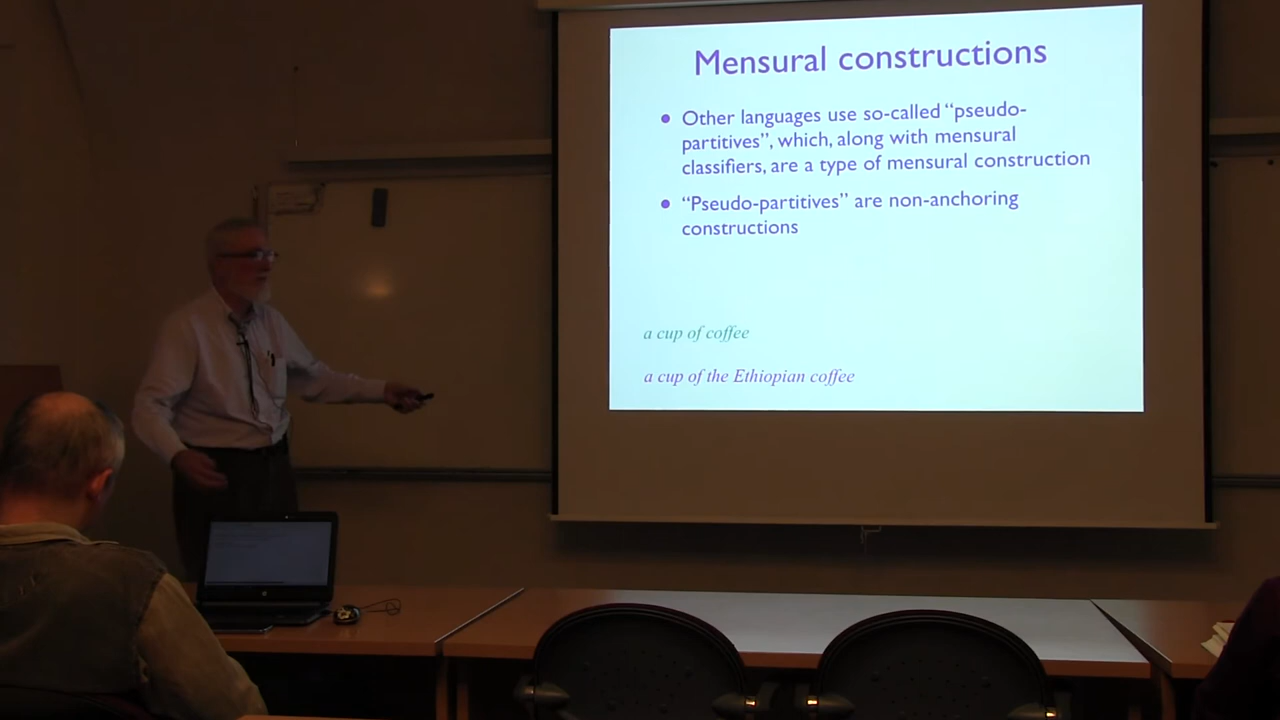 Mensural constructions
• Other languages use so-called “pseudo-
partitives”, which, along with mensural
classifiers, are a type of mensural construction
• “Pseudo-partitives” are non-anchoring
constructions
a cup of coffee
a cup of the Ethiopian coffee